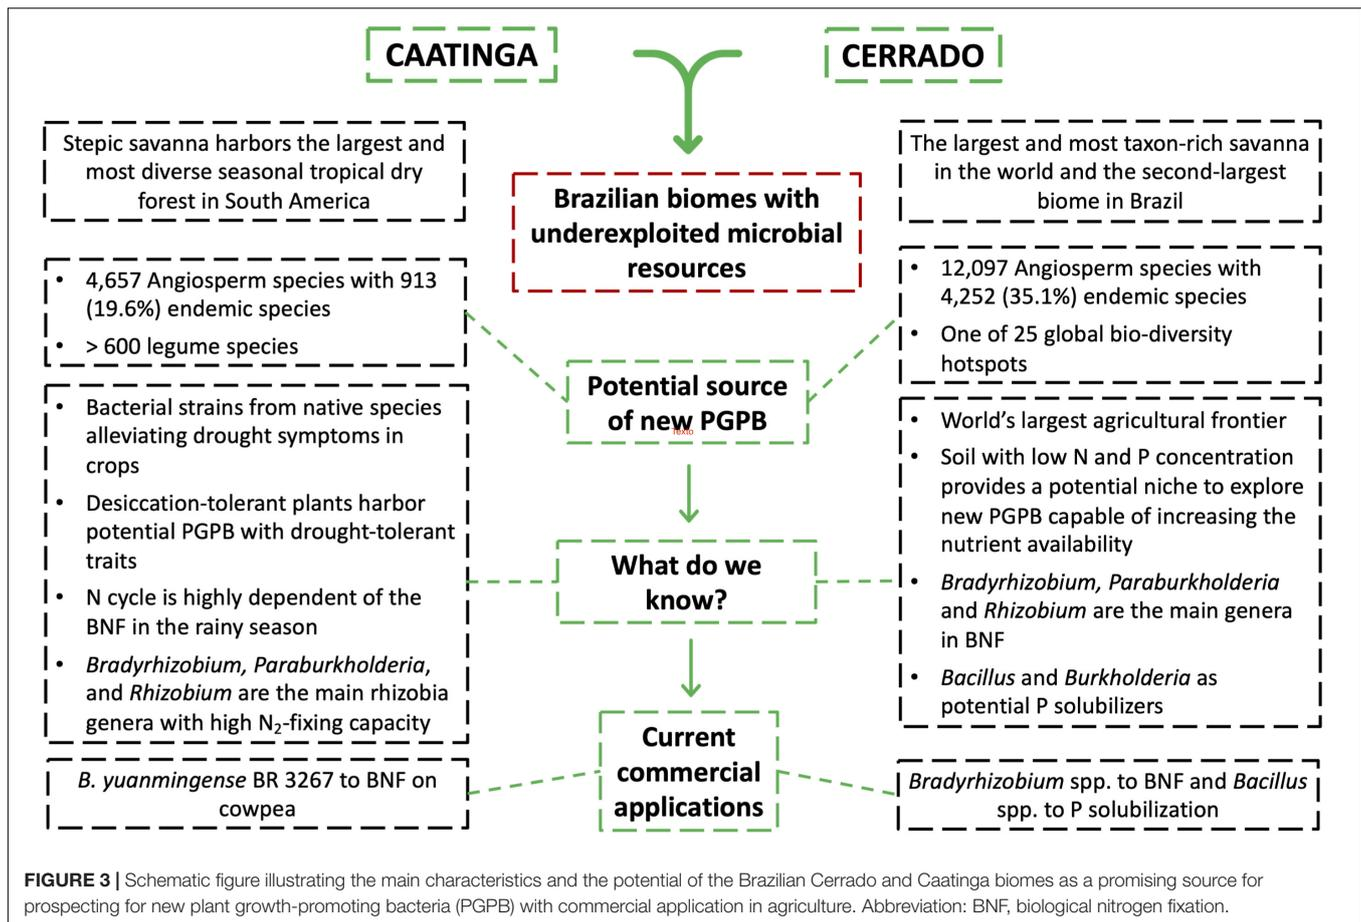 CAATINGA
CERRADO
Stepic savanna harbors the largest and
most diverse seasonal tropical dry
forest in South America
Brazilian biomes with
underexploited microbial
resources
The largest and most taxon-rich savanna
in the world and the second-largest
biome in Brazil
• 4,657 Angiosperm species with 913
(19.6%) endemic species
• > 600 legume species
• 12,097 Angiosperm species with
4,252 (35.1%) endemic species
• One of 25 global bio-diversity
hotspots
Potential source
of new PGPB
Texto
• Bacterial strains from native species
alleviating drought symptoms in
crops
• Desiccation-tolerant plants harbor
potential PGPB with drought-tolerant
traits
• N cycle is highly dependent of the
BNF in the rainy season
• Bradyrhizobium, Paraburkholderia,
and Rhizobium are the main rhizobia
genera with high N₂-fixing capacity
What do we
know?
• World’s largest agricultural frontier
• Soil with low N and P concentration
provides a potential niche to explore
new PGPB capable of increasing the
nutrient availability
• Bradyrhizobium, Paraburkholderia
and Rhizobium are the main genera
in BNF
• Bacillus and Burkholderia as
potential P solubilizers
B. yuanmingense BR 3267 to BNF on
cowpea
Current
commercial
applications
Bradyrhizobium spp. to BNF and Bacillus
spp. to P solubilization
FIGURE 3 | Schematic figure illustrating the main characteristics and the potential of the Brazilian Cerrado and Caatinga biomes as a promising source for
prospecting for new plant growth-promoting bacteria (PGPB) with commercial application in agriculture. Abbreviation: BNF, biological nitrogen fixation.